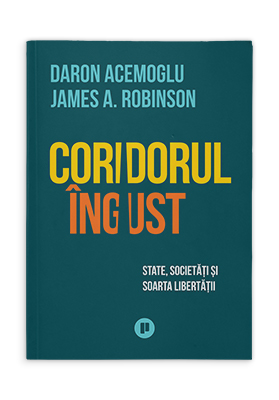 DARON ACEMOGLU
JAMES A. ROBINSON
CORIDORUL
ÎNGUST
STATE, SOCIETĂȚI ȘI
SOARTA LIBERTĂȚII
P